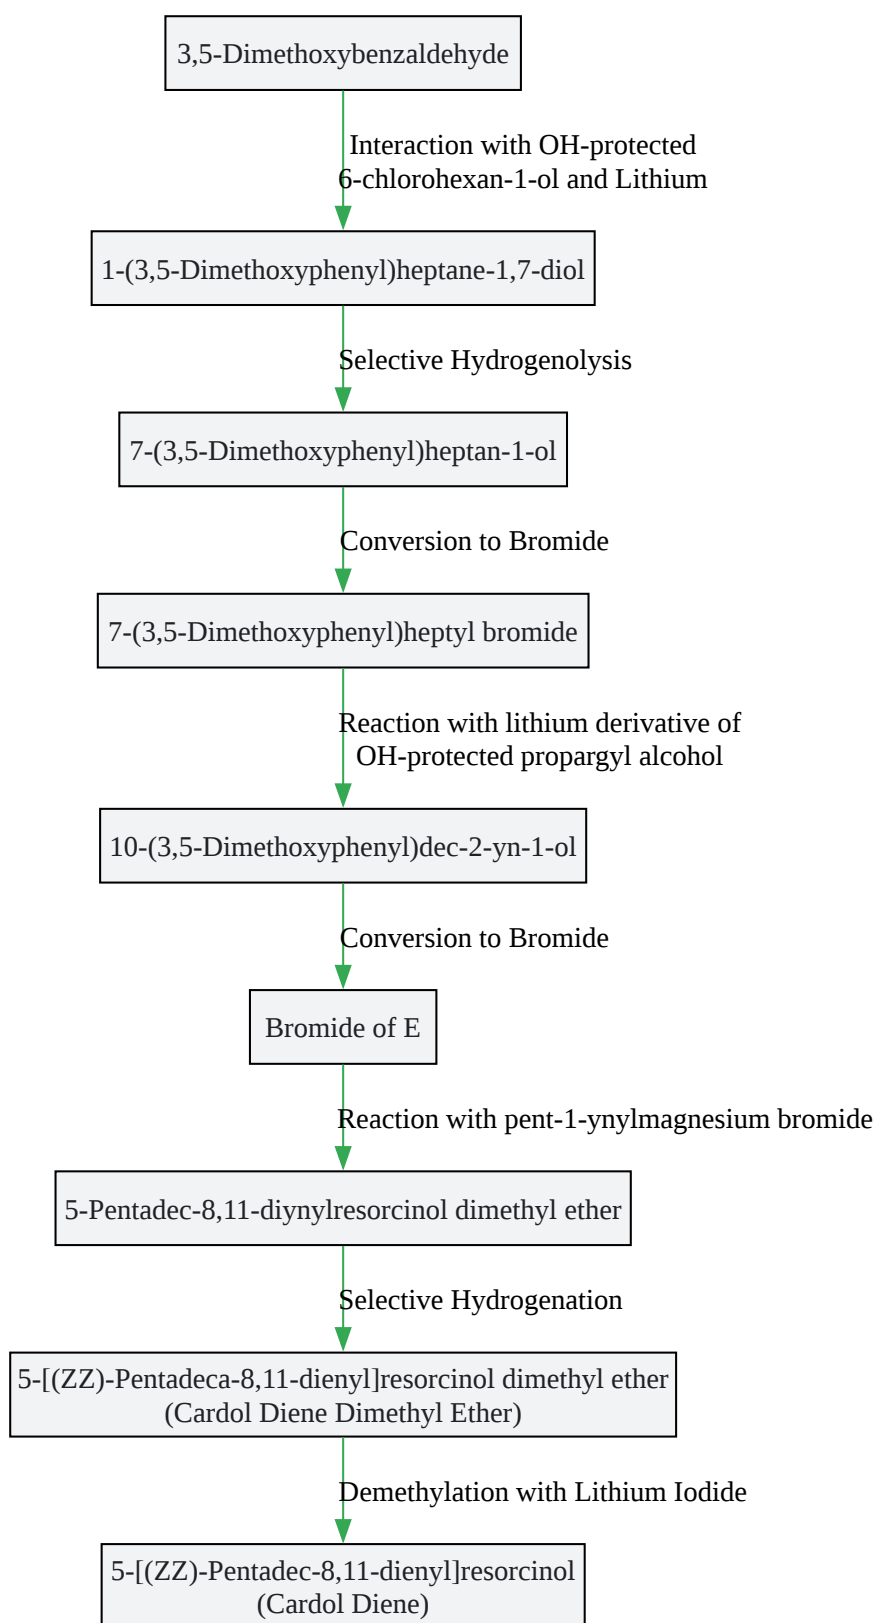 3,5-Dimethoxybenzaldehyde
Interaction with OH-protected
6-chlorohexan-1-ol and Lithium
1-(3,5-Dimethoxyphenyl)heptane-1,7-diol
Selective Hydrogenolysis
7-(3,5-Dimethoxyphenyl)heptan-1-ol
Conversion to Bromide
7-(3,5-Dimethoxyphenyl)heptyl bromide
Reaction with lithium derivative of
OH-protected propargyl alcohol
10-(3,5-Dimethoxyphenyl)dec-2-yn-1-ol
Conversion to Bromide
Bromide of E
Reaction with pent-1-ynylmagnesium bromide
5-Pentadec-8,11-diynylresorcinol dimethyl ether
Selective Hydrogenation
5-[(ZZ)-Pentadeca-8,11-dienyl]resorcinol dimethyl ether
(Cardol Diene Dimethyl Ether)
Demethylation with Lithium Iodide
5-[(ZZ)-Pentadec-8,11-dienyl]resorcinol
(Cardol Diene)